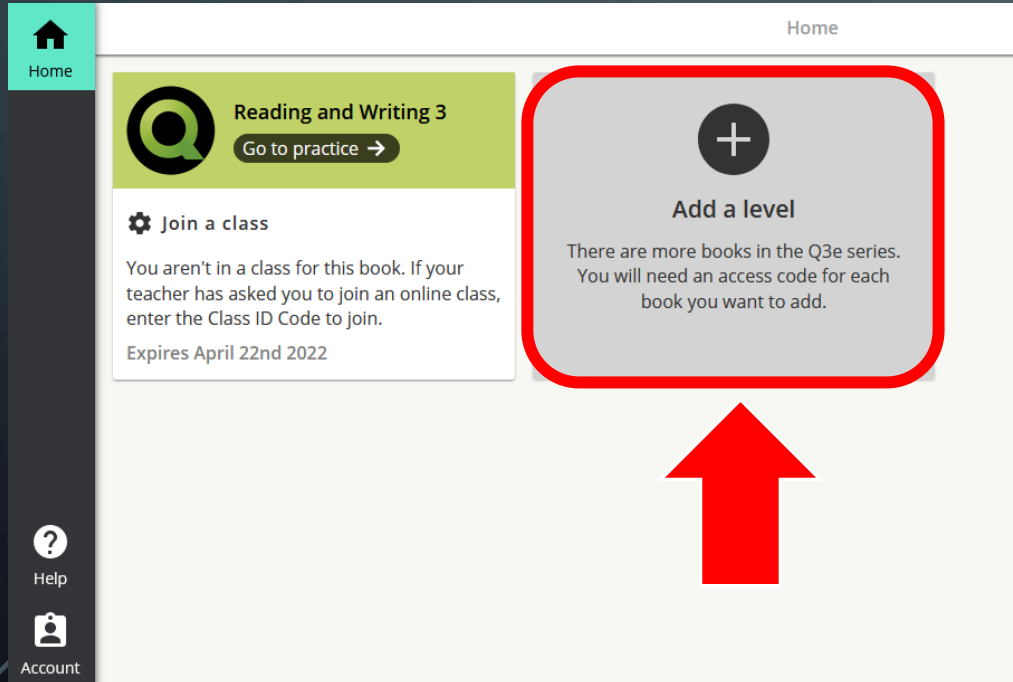 Home
Home
Reading and Writing 3
Go to practice →
Join a class
You aren't in a class for this book. If your
teacher has asked you to join an online class,
enter the Class ID Code to join.
Expires April 22nd 2022
Add a level
There are more books in the Q3e series.
You will need an access code for each
book you want to add.
Help
Account